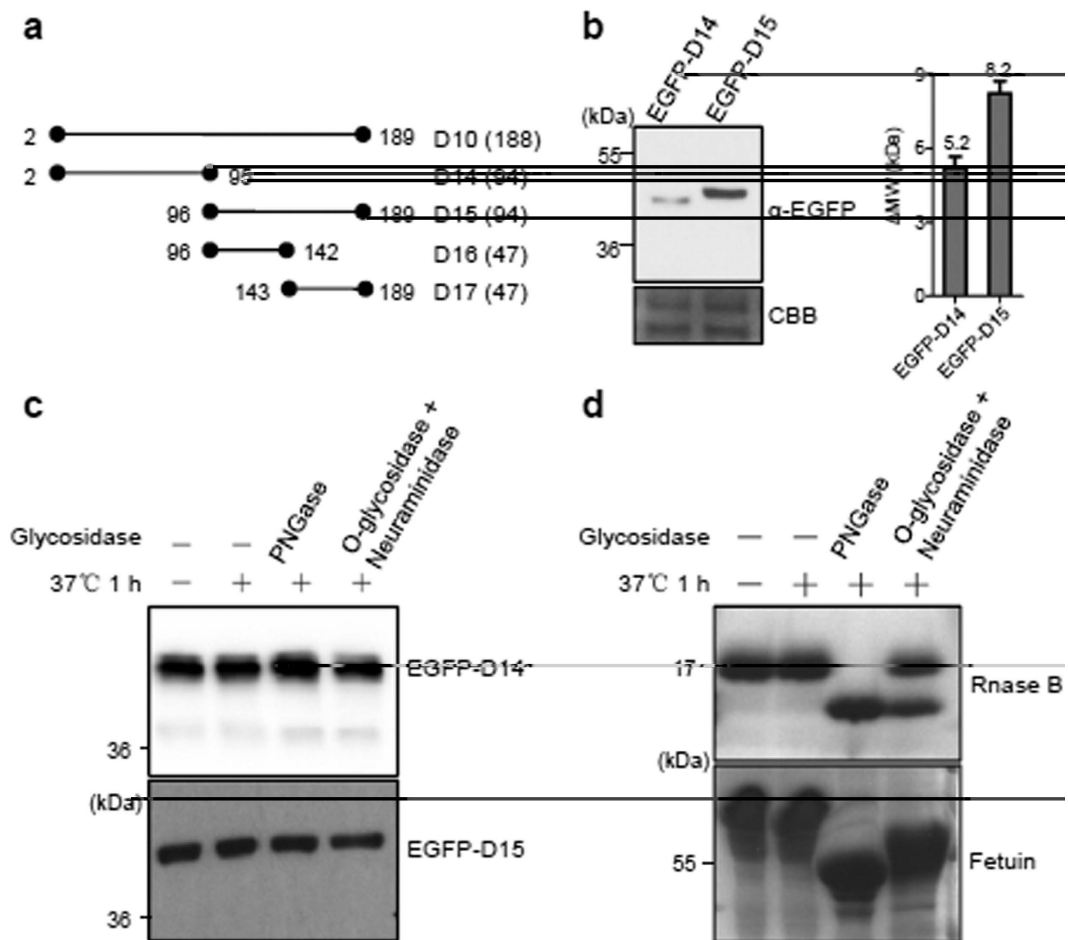 a
2 189 D10 (188)
2 95 D14 (94)
96 189 D15 (94)
96 142 D16 (47)
143 189 D17 (47)
b
EGFP-D14
EGFP-D15
(kDa)
55
36
α-EGFP
CBB
ΔMW (kDa)
9
6
3
0
5.2
8.2
EGFP-D14
EGFP-D15
c
Glycosidase – – PNGase O-glycosidase +
Neuraminidase
37℃ 1 h – + + +
EGFP-D14
36
(kDa)
EGFP-D15
36
d
Glycosidase – – PNGase O-glycosidase +
Neuraminidase
37℃ 1 h – + + +
17
Rnase B
(kDa)
55
Fetuin